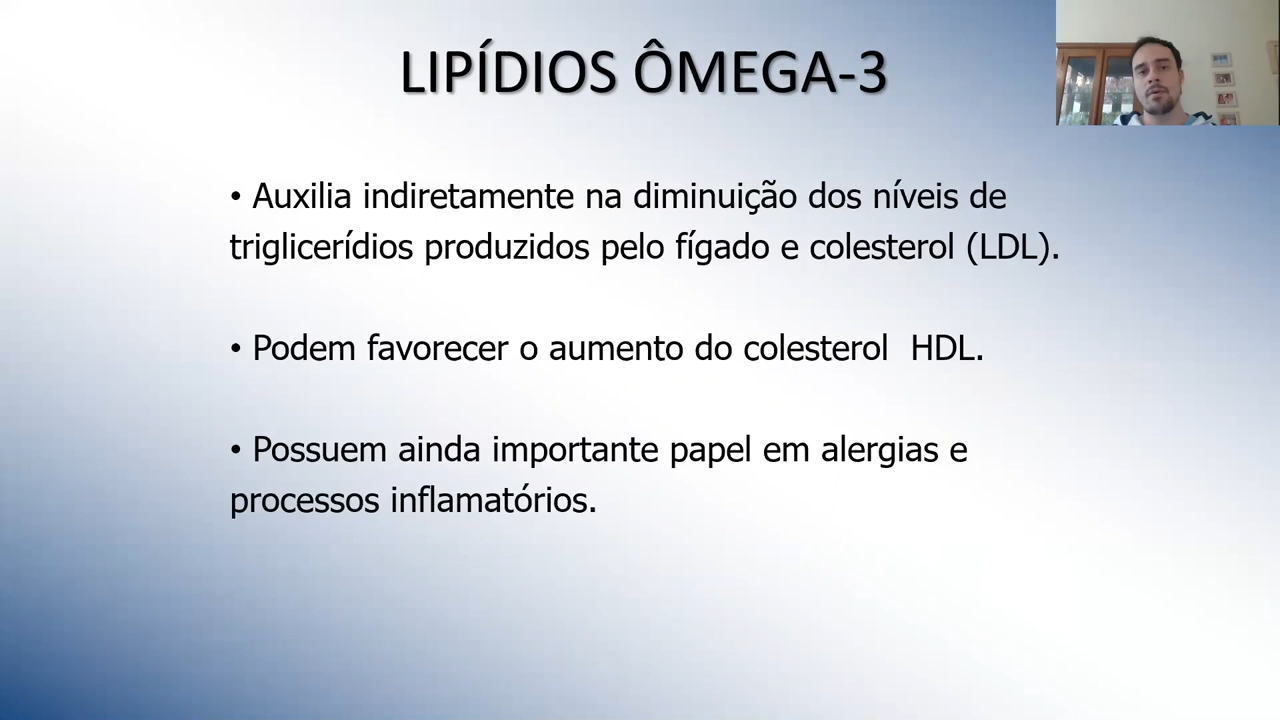 LIPÍDIOS ÔMEGA-3
• Auxilia indiretamente na diminuição dos níveis de
triglicerídios produzidos pelo fígado e colesterol (LDL).
• Podem favorecer o aumento do colesterol  HDL.
• Possuem ainda importante papel em alergias e
processos inflamatórios.